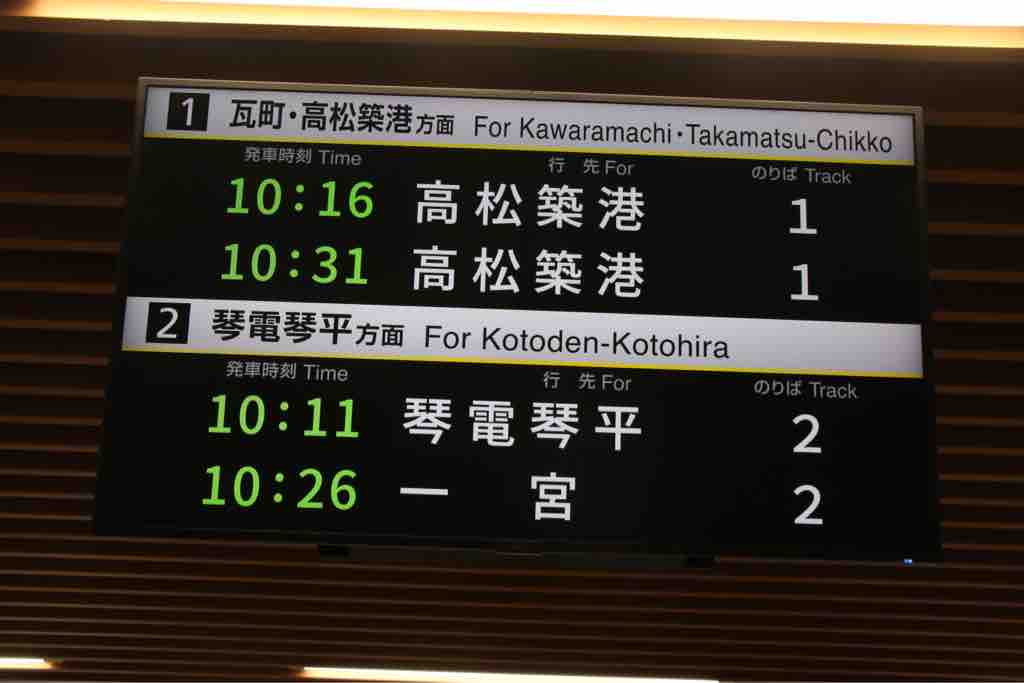 1 瓦町・高松築港方面 For Kawaramachi・Takamatsu-Chikko
発車時刻 Time 行先 For のりば Track
10:16 高松築港 1
10:31 高松築港 1
2 琴電琴平方面 For Kotoden-Kotohira
発車時刻 Time 行先 For のりば Track
10:11 琴電琴平 2
10:26 一宮 2